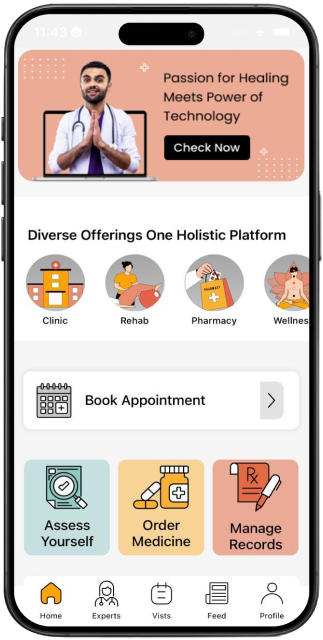 11:43
Passion for Healing
Meets Power of
Technology
Check Now
Diverse Offerings One Holistic Platform
Clinic
Rehab
PHARMACY
Pharmacy
Wellnes
Book Appointment
Rx
Assess
Yourself
Order
Medicine
Manage
Records
Home
Experts
Vists
Feed
Profile